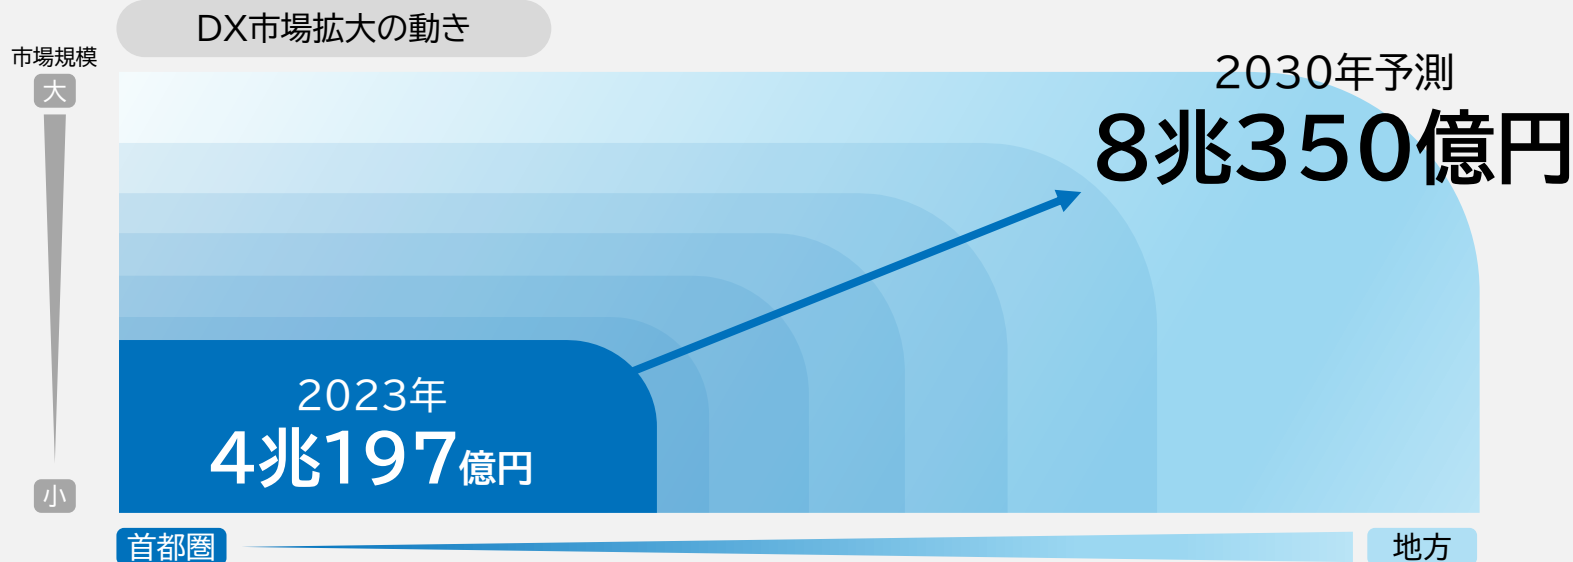 DX市場拡大の動き
市場規模
大
2030年予測
8兆350億円
2023年
4兆197億円
小
首都圏
地方